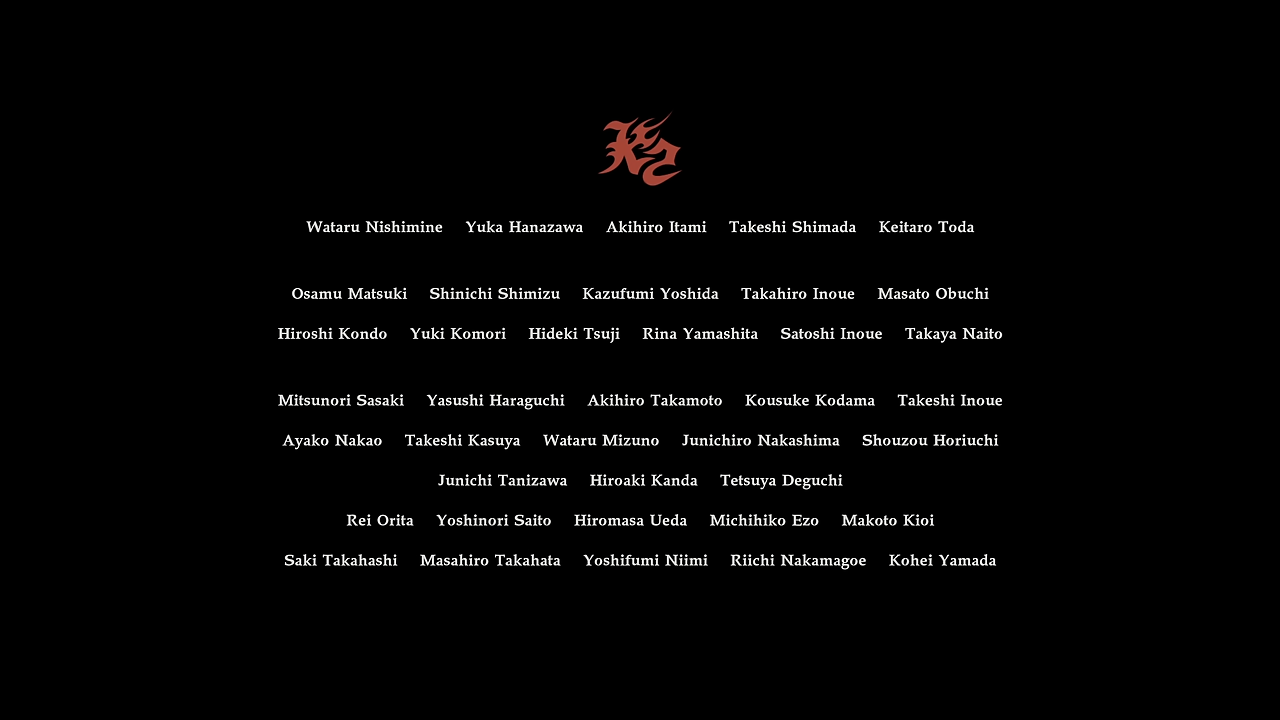 K2
Wataru Nishimine Yuka Hanazawa Akihiro Itami Takeshi Shimada Keitaro Toda
Osamu Matsuki Shinichi Shimizu Kazufumi Yoshida Takahiro Inoue Masato Obuchi
Hiroshi Kondo Yuki Komori Hideki Tsuji Rina Yamashita Satoshi Inoue Takaya Naito
Mitsunori Sasaki Yasushi Haraguchi Akihiro Takamoto Kousuke Kodama Takeshi Inoue
Ayako Nakao Takeshi Kasuya Wataru Mizuno Junichiro Nakashima Shouzou Horiuchi
Junichi Tanizawa Hiroaki Kanda Tetsuya Deguchi
Rei Orita Yoshinori Saito Hiromasa Ueda Michihiko Ezo Makoto Kioi
Saki Takahashi Masahiro Takahata Yoshifumi Niimi Riichi Nakamagoe Kohei Yamada